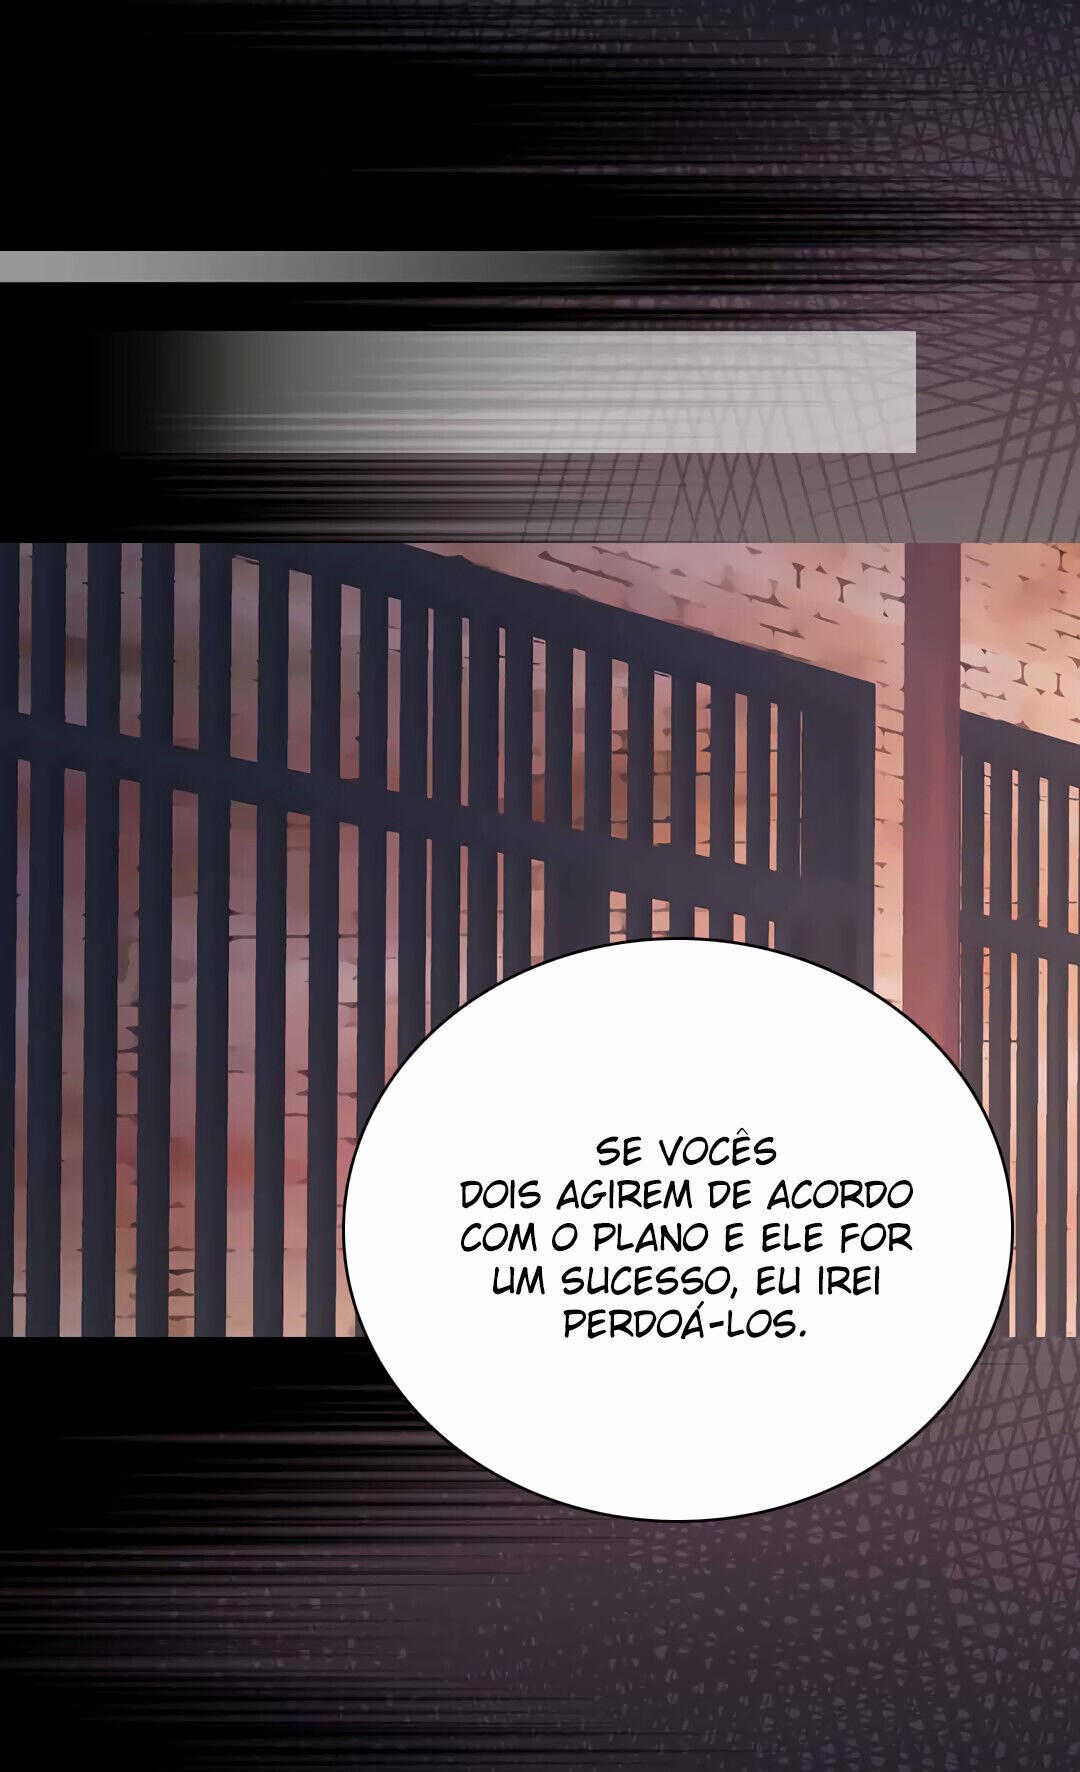 SE VOCÊS
DOIS AGIREM DE ACORDO
COM O PLANO E ELE FOR
UM SUCESSO, EU IREI
PERDOÁ-LOS.